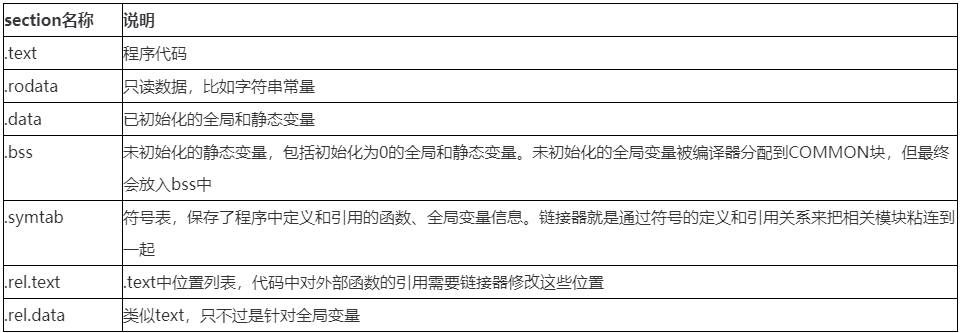 section名称 说明
.text 程序代码
.rodata 只读数据，比如字符串常量
.data 已初始化的全局和静态变量
.bss 未初始化的静态变量，包括初始化为0的全局和静态变量。未初始化的全局变量被编译器分配到COMMON块，但最终
会放入bss中
.symtab 符号表，保存了程序中定义和引用的函数、全局变量信息。链接器就是通过符号的定义和引用关系来把相关模块粘连到
一起
.rel.text .text中位置列表，代码中对外部函数的引用需要链接器修改这些位置
.rel.data 类似text，只不过是针对全局变量